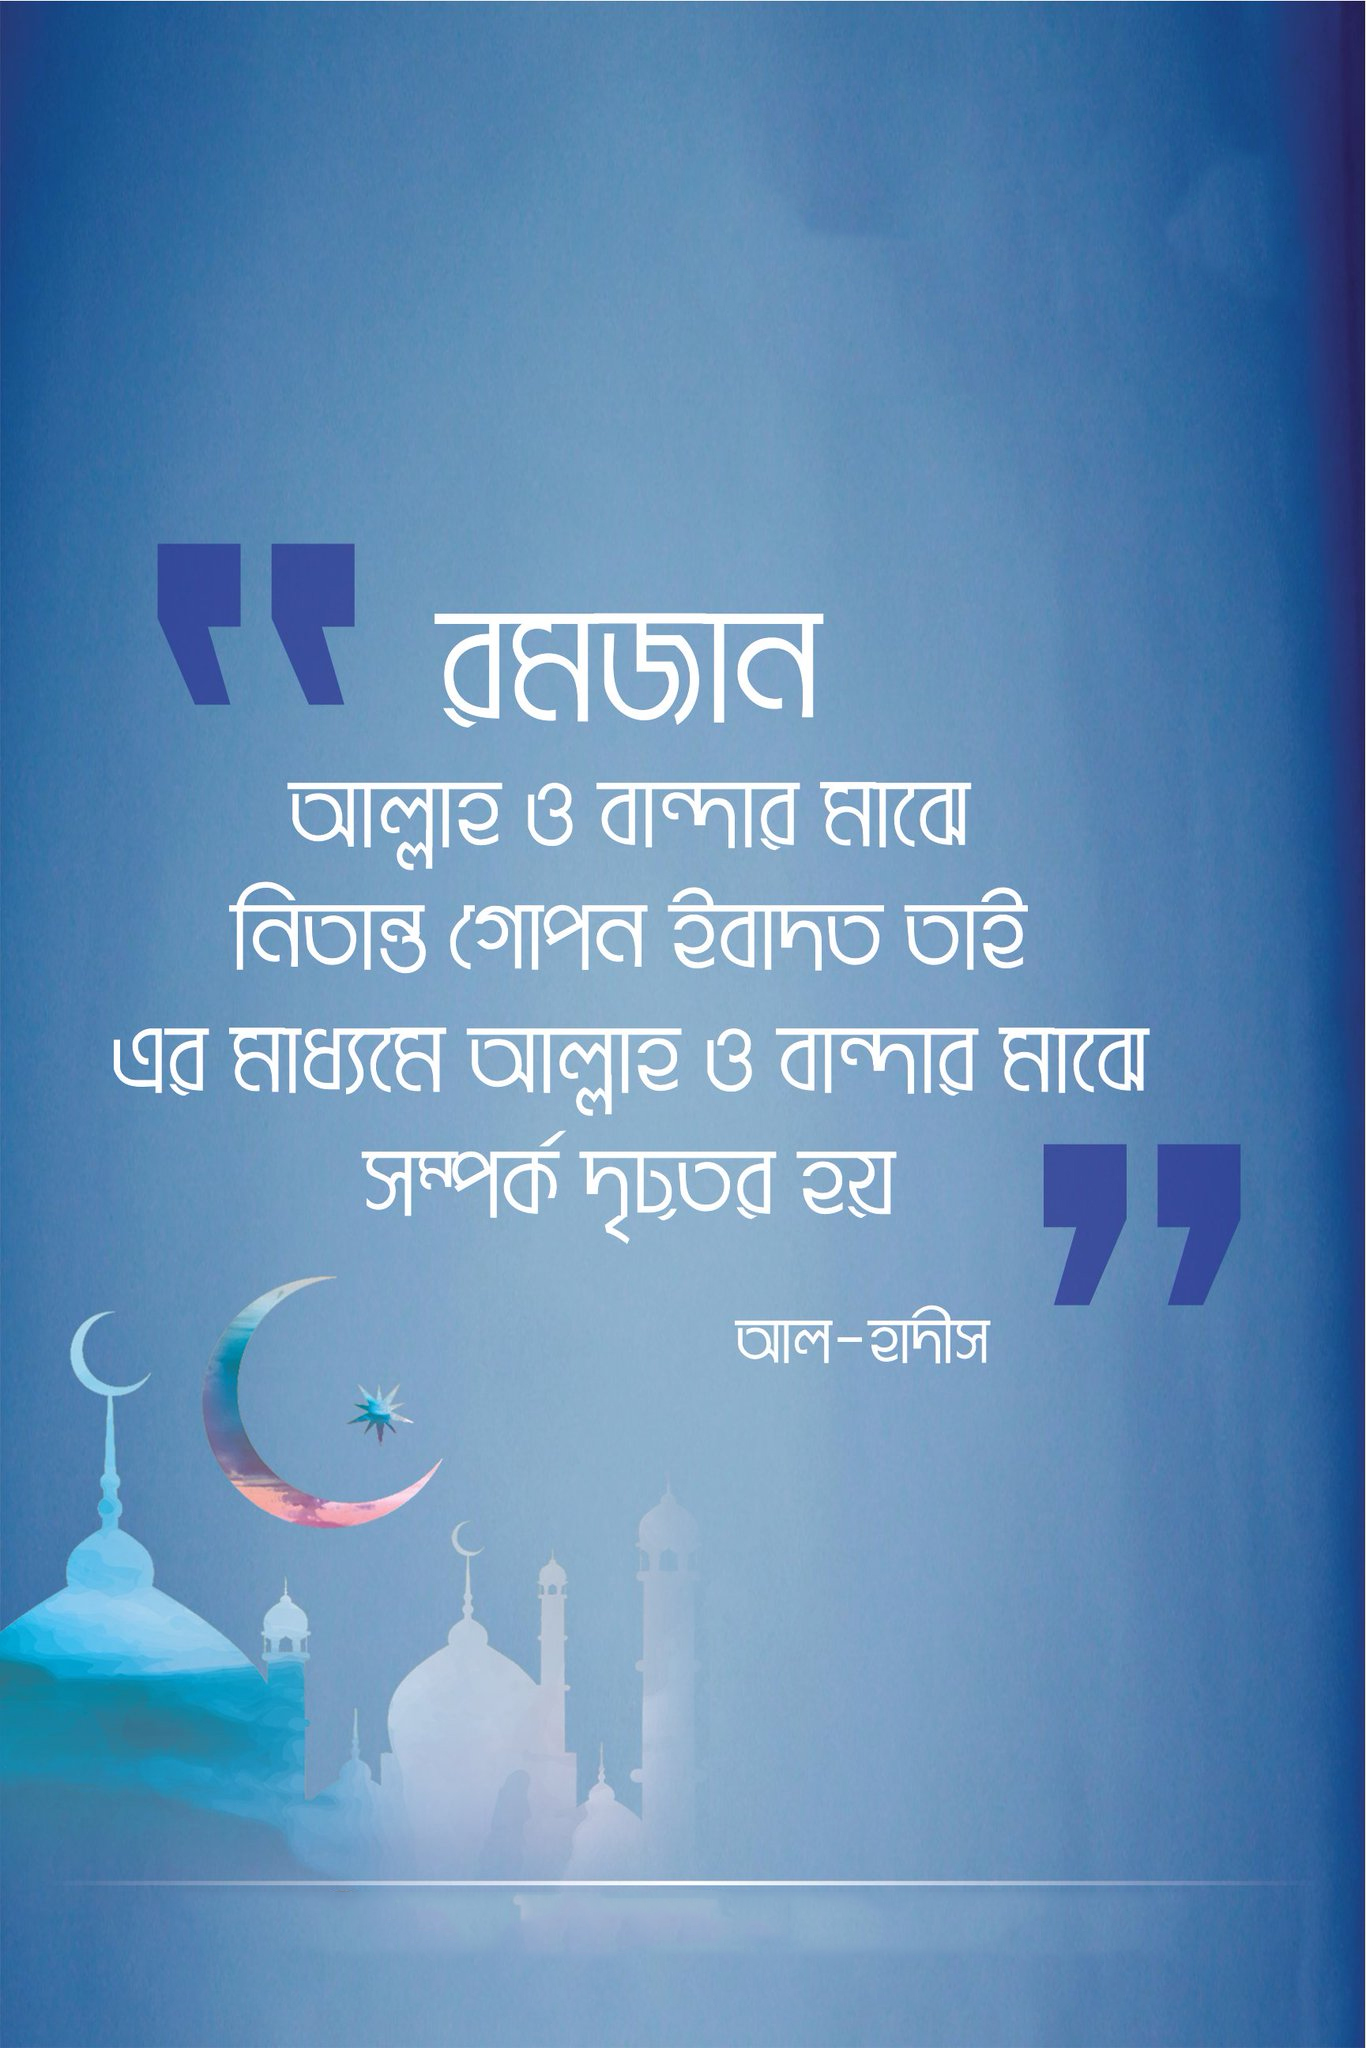 রমজান
আল্লাহ ও বান্দার মাঝে
নিতান্ত গোপন ইবাদত তাই
এর মাধ্যমে আল্লাহ ও বান্দার মাঝে
সম্পর্ক দৃঢ়তর হয়
আল-হাদীস